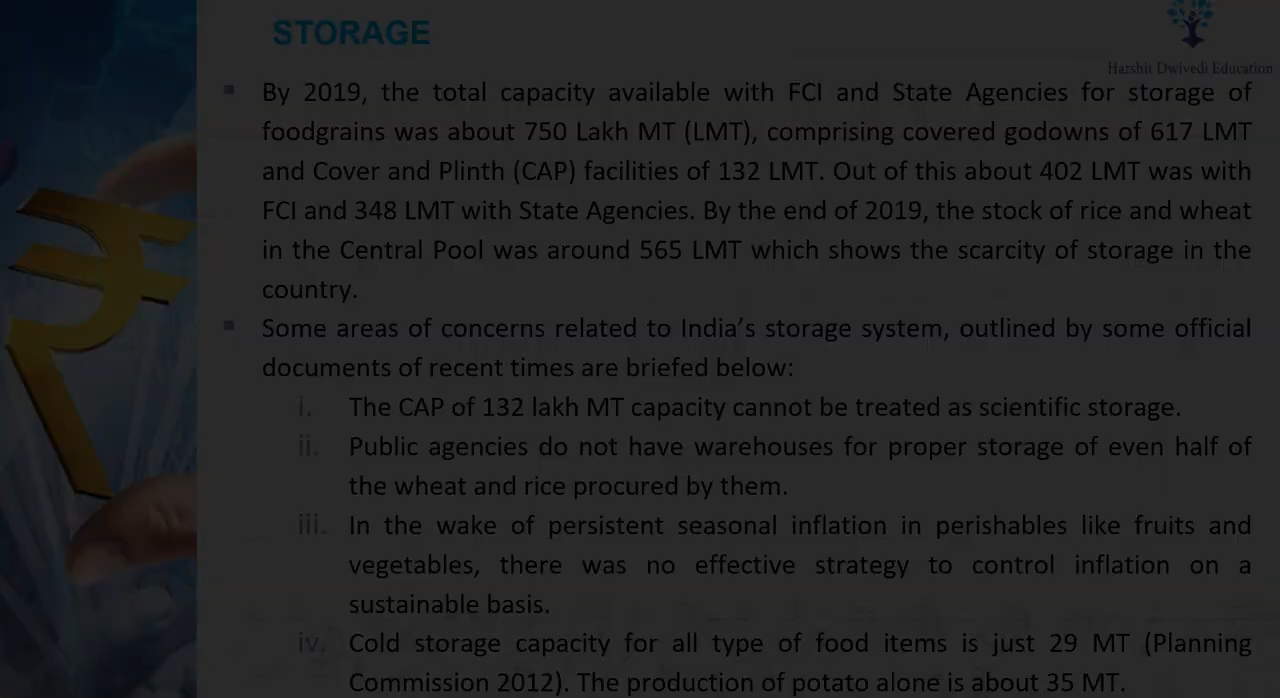 STORAGE
Harshit Dwivedi Education
▪ By 2019, the total capacity available with FCI and State Agencies for storage of
foodgrains was about 750 Lakh MT (LMT), comprising covered godowns of 617 LMT
and Cover and Plinth (CAP) facilities of 132 LMT. Out of this about 402 LMT was with
FCI and 348 LMT with State Agencies. By the end of 2019, the stock of rice and wheat
in the Central Pool was around 565 LMT which shows the scarcity of storage in the
country.
▪ Some areas of concerns related to India’s storage system, outlined by some official
documents of recent times are briefed below:
i. The CAP of 132 lakh MT capacity cannot be treated as scientific storage.
ii. Public agencies do not have warehouses for proper storage of even half of
the wheat and rice procured by them.
iii. In the wake of persistent seasonal inflation in perishables like fruits and
vegetables, there was no effective strategy to control inflation on a
sustainable basis.
iv. Cold storage capacity for all type of food items is just 29 MT (Planning
Commission 2012). The production of potato alone is about 35 MT.